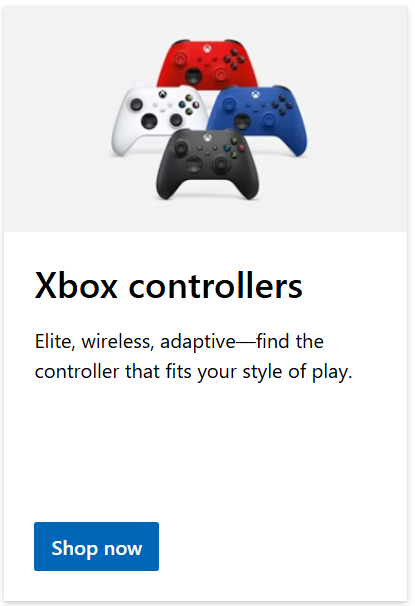 Xbox controllers
Elite, wireless, adaptive—find the
controller that fits your style of play.
Shop now